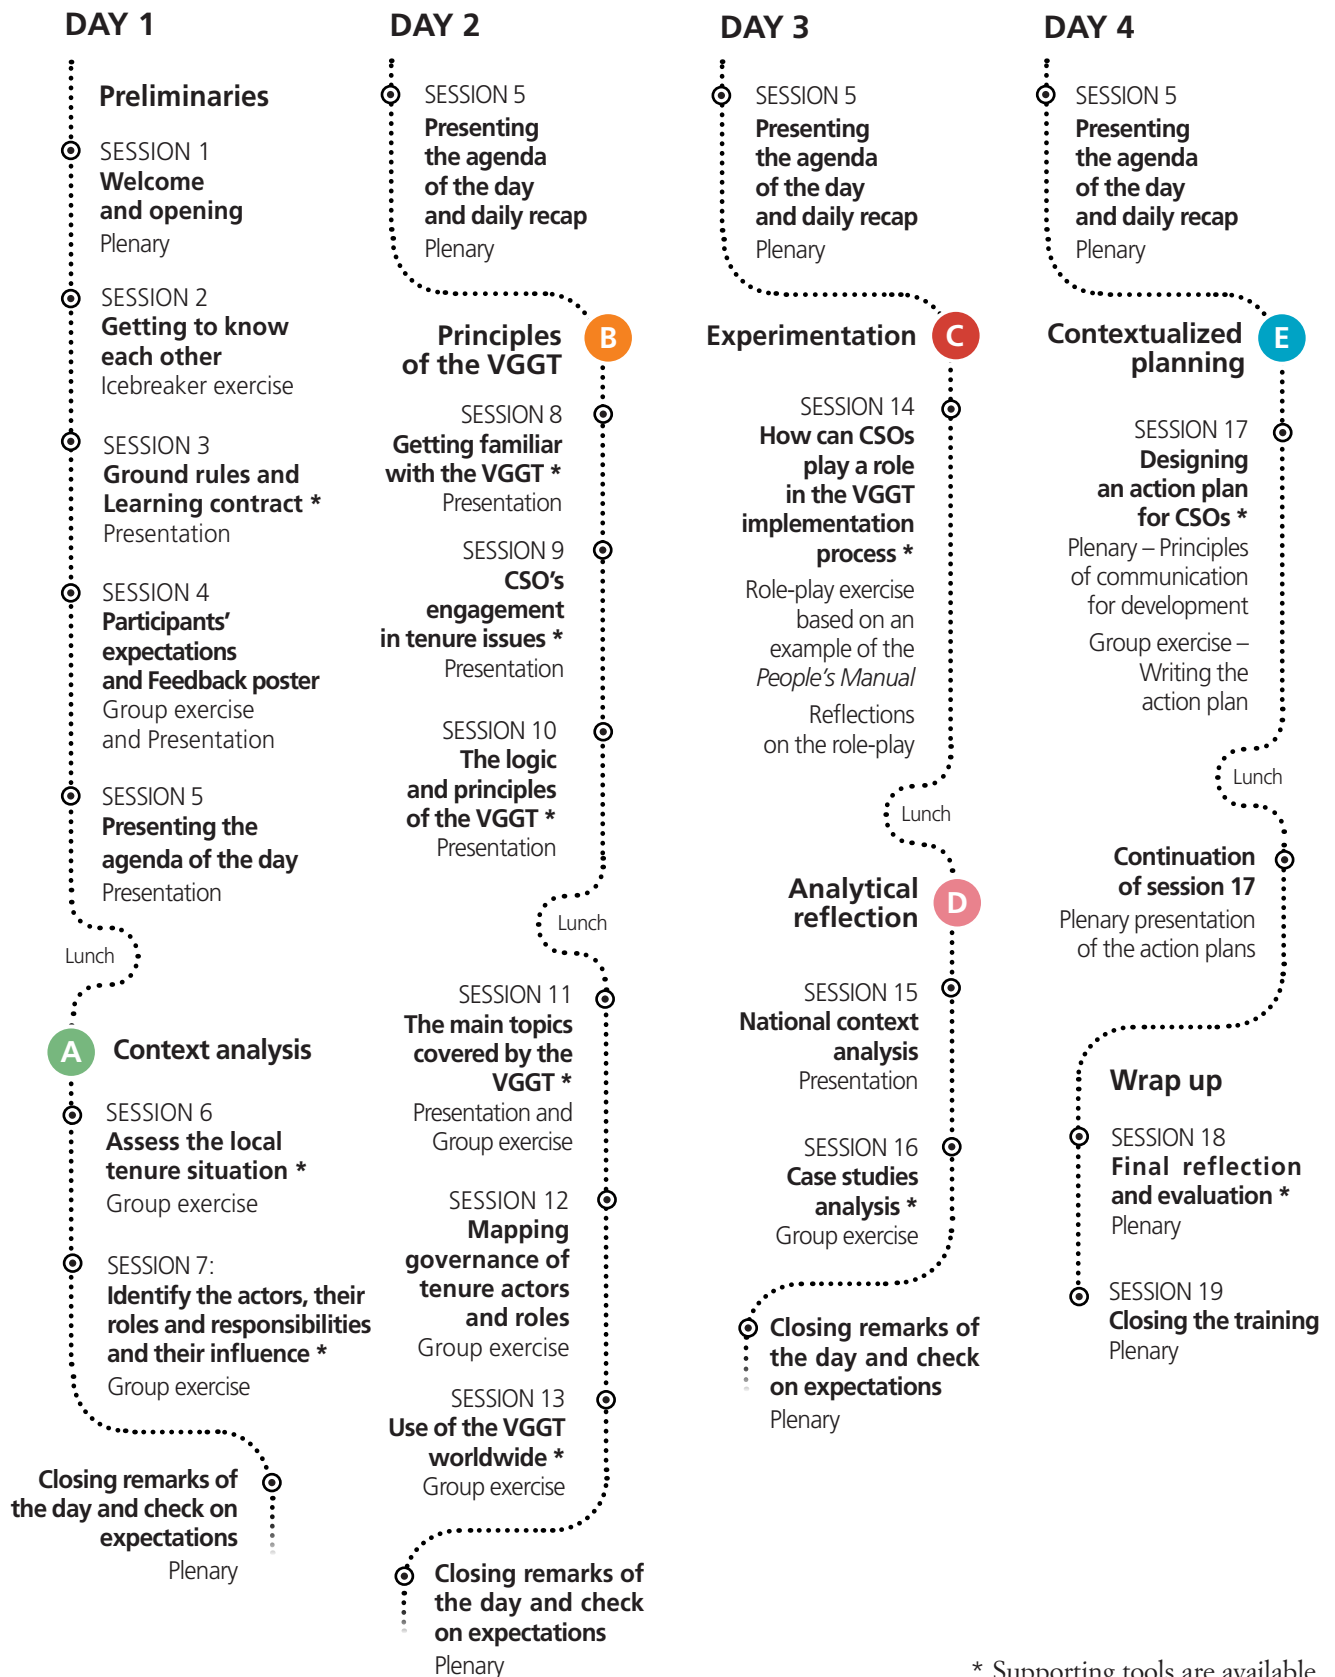 DAY 1
Preliminaries
SESSION 1
Welcome
and opening
Plenary
SESSION 2
Getting to know
each other
Icebreaker exercise
SESSION 3
Ground rules and
Learning contract *
Presentation
SESSION 4
Participants'
expectations
and Feedback poster
Group exercise
and Presentation
SESSION 5
Presenting the
agenda of the day
Presentation
Lunch
A
Context analysis
SESSION 6
Assess the local
tenure situation *
Group exercise
SESSION 7:
Identify the actors, their
roles and responsibilities
and their influence *
Group exercise
Closing remarks of
the day and check on
expectations
Plenary
DAY 2
SESSION 5
Presenting
the agenda
of the day
and daily recap
Plenary
Principles
of the VGGT
B
SESSION 8
Getting familiar
with the VGGT *
Presentation
SESSION 9
CSO's
engagement
in tenure issues *
Presentation
SESSION 10
The logic
and principles
of the VGGT *
Presentation
Lunch
SESSION 11
The main topics
covered by the
VGGT *
Presentation and
Group exercise
SESSION 12
Mapping
governance of
tenure actors
and roles
Group exercise
SESSION 13
Use of the VGGT
worldwide *
Group exercise
Closing remarks of
the day and check
on expectations
Plenary
DAY 3
SESSION 5
Presenting
the agenda
of the day
and daily recap
Plenary
Experimentation
C
SESSION 14
How can CSOs
play a role
in the VGGT
implementation
process *
Role-play exercise
based on an
example of the
People's Manual
Reflections
on the role-play
Lunch
Analytical
reflection
D
SESSION 15
National context
analysis
Presentation
SESSION 16
Case studies
analysis *
Group exercise
Closing remarks of
the day and check
on expectations
Plenary
DAY 4
SESSION 5
Presenting
the agenda
of the day
and daily recap
Plenary
Contextualized
planning
E
SESSION 17
Designing
an action plan
for CSOs *
Plenary – Principles
of communication
for development
Group exercise –
Writing the
action plan
Lunch
Continuation
of session 17
Plenary presentation
of the action plans
Wrap up
SESSION 18
Final reflection
and evaluation *
Plenary
SESSION 19
Closing the training
Plenary
* Supporting tools are available